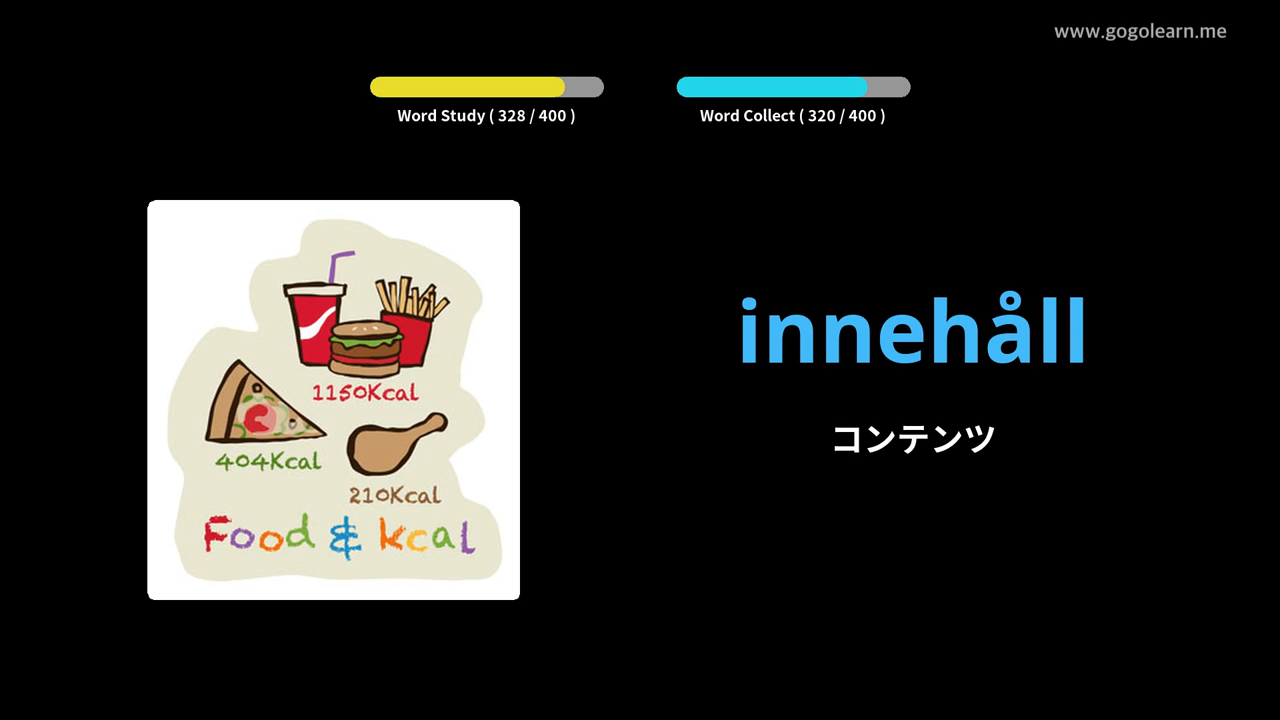 www.gogolearn.me
Word Study ( 328 / 400 )
Word Collect ( 320 / 400 )
1150Kcal
404Kcal
210Kcal
Food & kcal
innehåll
コンテンツ